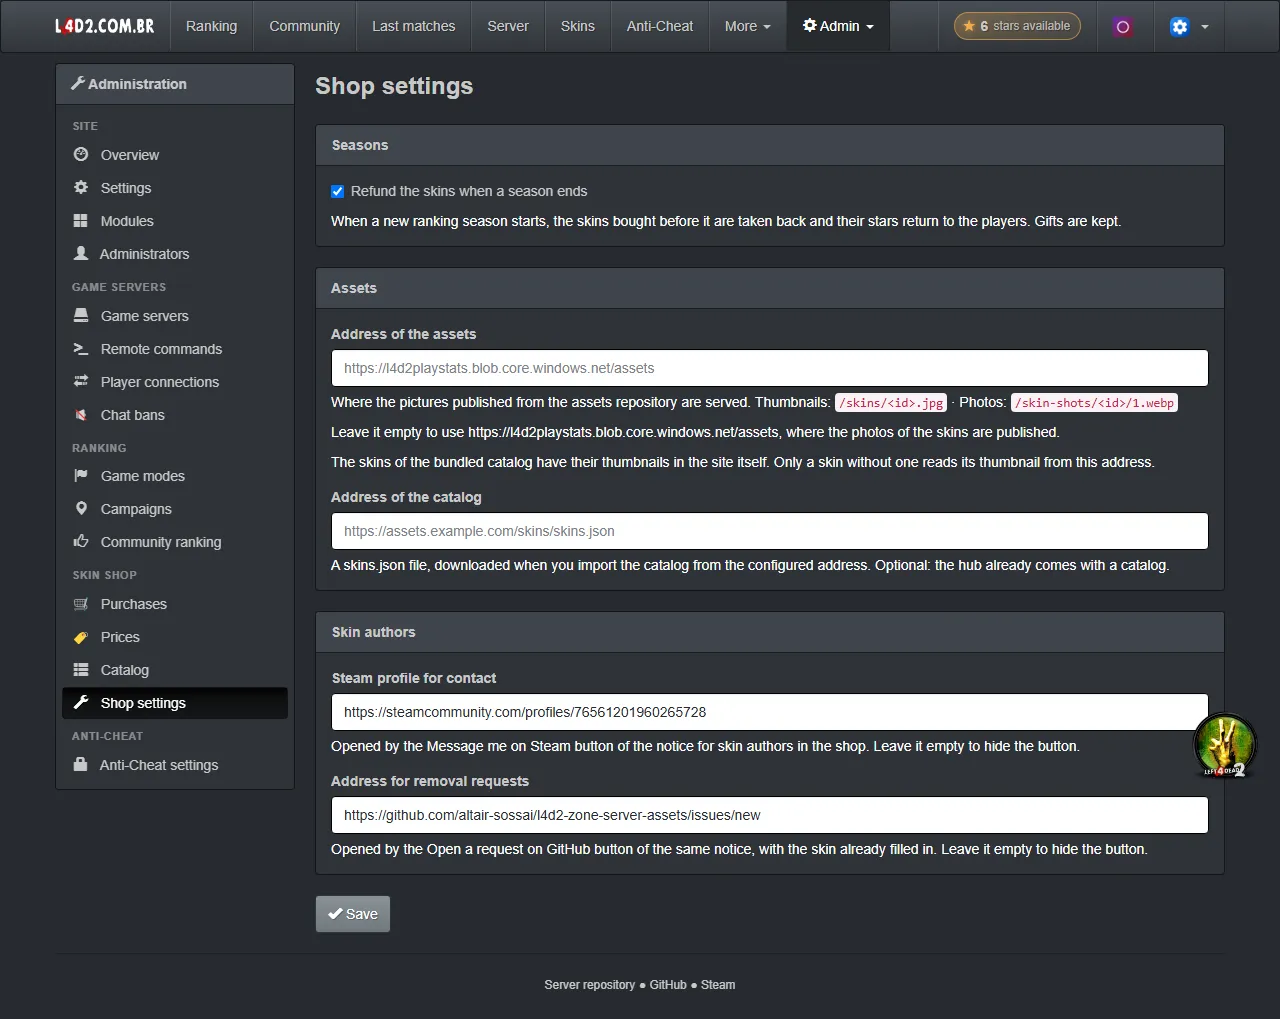 L4D2.COM.BR
Ranking
Community
Last matches
Server
Skins
Anti-Cheat
More
Admin
6 stars available
Administration
SITE
Overview
Settings
Modules
Administrators
GAME SERVERS
Game servers
Remote commands
Player connections
Chat bans
RANKING
Game modes
Campaigns
Community ranking
SKIN SHOP
Purchases
Prices
Catalog
Shop settings
ANTI-CHEAT
Anti-Cheat settings
Shop settings
Seasons
Refund the skins when a season ends
When a new ranking season starts, the skins bought before it are taken back and their stars return to the players. Gifts are kept.
Assets
Address of the assets
https://l4d2playstats.blob.core.windows.net/assets
Where the pictures published from the assets repository are served. Thumbnails: /skins/<id>.jpg · Photos: /skin-shots/<id>/1.webp
Leave it empty to use https://l4d2playstats.blob.core.windows.net/assets, where the photos of the skins are published.
The skins of the bundled catalog have their thumbnails in the site itself. Only a skin without one reads its thumbnail from this address.
Address of the catalog
https://assets.example.com/skins/skins.json
A skins.json file, downloaded when you import the catalog from the configured address. Optional: the hub already comes with a catalog.
Skin authors
Steam profile for contact
https://steamcommunity.com/profiles/76561201960265728
Opened by the Message me on Steam button of the notice for skin authors in the shop. Leave it empty to hide the button.
Address for removal requests
https://github.com/altair-sossai/l4d2-zone-server-assets/issues/new
Opened by the Open a request on GitHub button of the same notice, with the skin already filled in. Leave it empty to hide the button.
LEFT 4 DEAD 2
Save
Server repository ● GitHub ● Steam